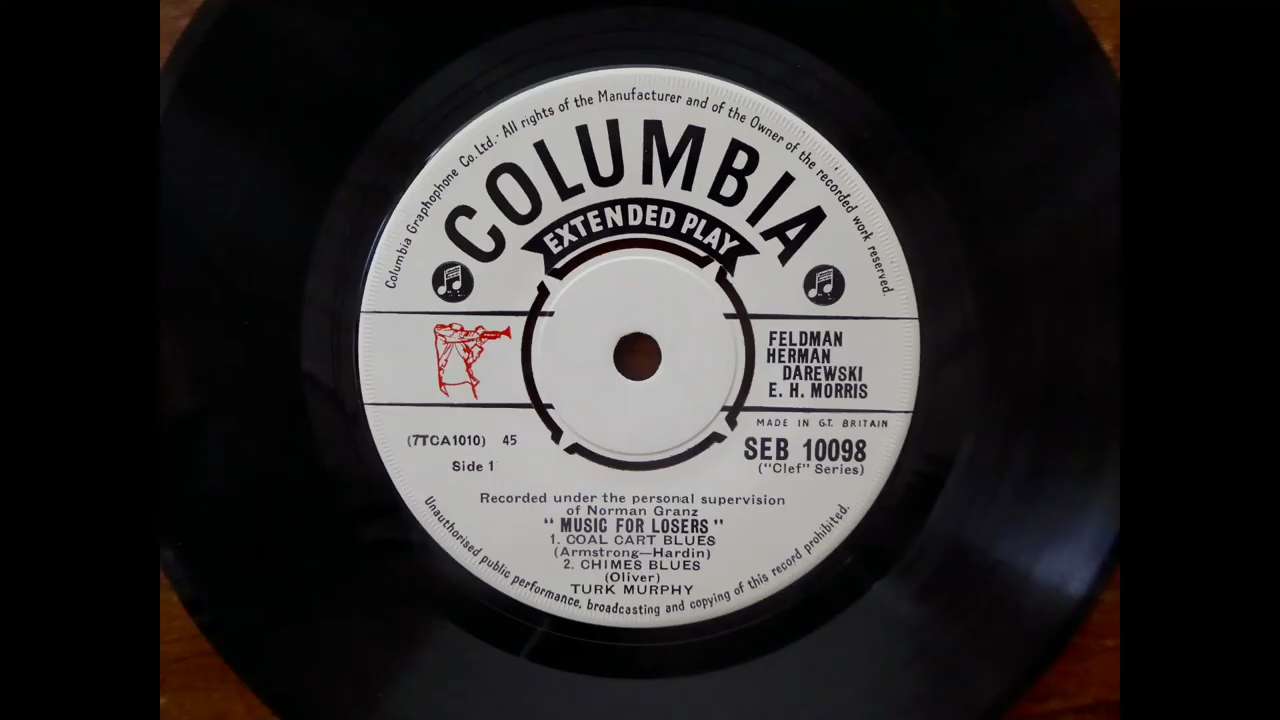 Columbia Graphophone Co. Ltd. · All rights of the Manufacturer and of the Owner of the recorded work reserved.
COLUMBIA
EXTENDED PLAY
FELDMAN
HERMAN
DAREWSKI
E. H. MORRIS
MADE IN GT. BRITAIN
(7TCA1010) 45
SEB 10098
("Clef" Series)
Side 1
Recorded under the personal supervision
of Norman Granz
"MUSIC FOR LOSERS"
1. COAL CART BLUES
(Armstrong—Hardin)
2. CHIMES BLUES
(Oliver)
TURK MURPHY
Unauthorised public performance, broadcasting and copying of this record prohibited.